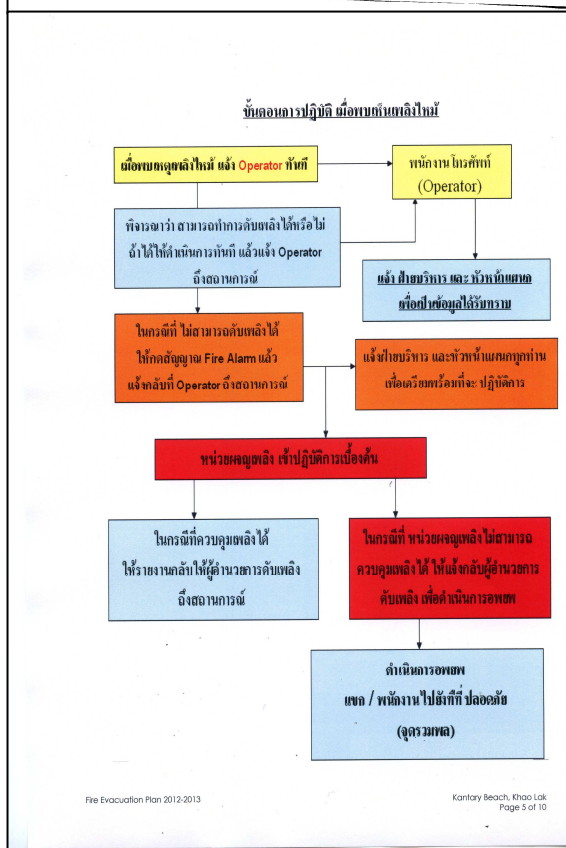 ขั้นตอนการปฏิบัติ เมื่อพบเห็นเพลิงไหม้
เมื่อพบเหตุเพลิงไหม้ แจ้ง Operator ทันที
พนักงานโทรศัพท์
(Operator)
พิจารณาว่า สามารถทำการดับเพลิงได้หรือไม่
ถ้าได้ให้ดำเนินการทันที แล้วแจ้ง Operator
ถึงสถานการณ์
แจ้ง ฝ่ายบริหาร และ หัวหน้าแผนก
เพื่อเป็นข้อมูลได้รับทราบ
ในกรณีที่ ไม่สามารถดับเพลิงได้
ให้กดสัญญาณ Fire Alarm แล้ว
แจ้งกลับที่ Operator ถึงสถานการณ์
แจ้งฝ่ายบริหาร และหัวหน้าแผนกทุกท่าน
เพื่อเตรียมพร้อมที่จะ ปฏิบัติการ
หน่วยผจญเพลิง เข้าปฏิบัติการเบื้องต้น
ในกรณีที่ควบคุมเพลิงได้
ให้รายงานกลับให้ผู้อำนวยการดับเพลิง
ถึงสถานการณ์
ในกรณีที่ หน่วยผจญเพลิงไม่สามารถ
ควบคุมเพลิงได้ ให้แจ้งกลับผู้อำนวยการ
ดับเพลิง เพื่อดำเนินการอพยพ
ดำเนินการอพยพ
แขก / พนักงานไปยังที่ที่ ปลอดภัย
(จุดรวมพล)
Fire Evacuation Plan 2012-2013
Kantary Beach, Khao Lak
Page 5 of 10